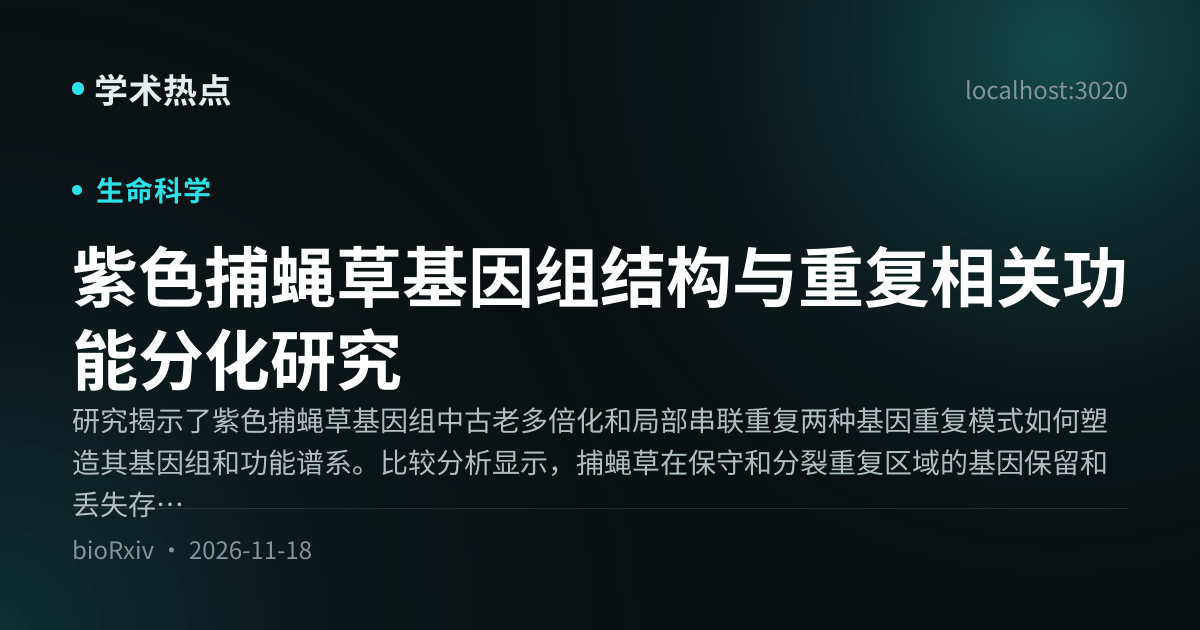 学术热点
localhost:3020
生命科学
紫色捕蝇草基因组结构与重复相关功
能分化研究
研究揭示了紫色捕蝇草基因组中古老多倍化和局部串联重复两种基因重复模式如何塑
造其基因组和功能谱系。比较分析显示，捕蝇草在保守和分裂重复区域的基因保留和
丢失存…
bioRxiv • 2026-11-18